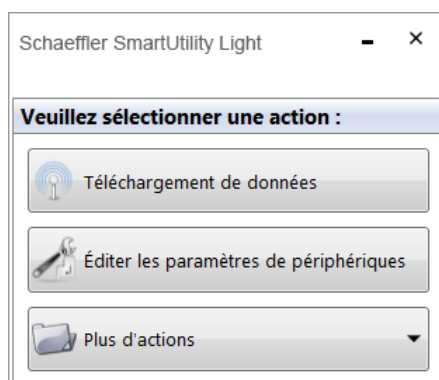 Schaeffler SmartUtility Light
Veuillez sélectionner une action :
Téléchargement de données
Éditer les paramètres de périphériques
Plus d'actions